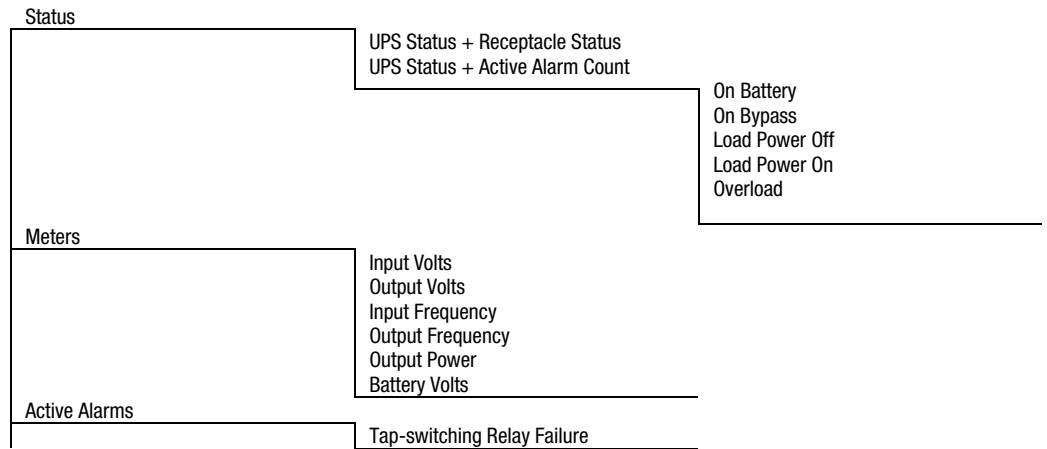 Status
UPS Status + Receptacle Status
UPS Status + Active Alarm Count
On Battery
On Bypass
Load Power Off
Load Power On
Overload
Meters
Input Volts
Output Volts
Input Frequency
Output Frequency
Output Power
Battery Volts
Active Alarms
Tap-switching Relay Failure